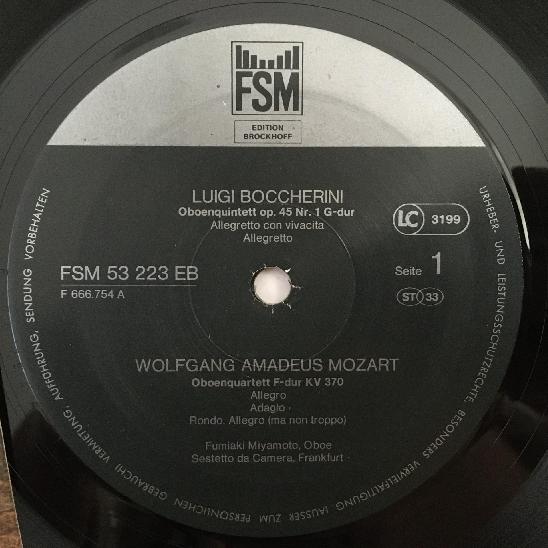 FSM
EDITION
BROCKHOFF
LUIGI BOCCHERINI
Oboenquintett op. 45 Nr. 1 G-dur
Allegretto con vivacita
Allegretto
LC 3199
FSM 53 223 EB
F 666.754 A
Seite 1
ST 33
WOLFGANG AMADEUS MOZART
Oboenquartett F-dur KV 370
Allegro
Adagio
Rondo. Allegro (ma non troppo)
Fumiaki Miyamoto, Oboe
Sestetto da Camera, Frankfurt
URHEBER- UND LEISTUNGSSCHUTZRECHTE, BESONDERS VERVIELFÄLTIGUNG (AUSSER ZUM PERSÖNLICHEN GEBRAUCH) VERMIETUNG, AUFFÜHRUNG, SENDUNG VORBEHALTEN